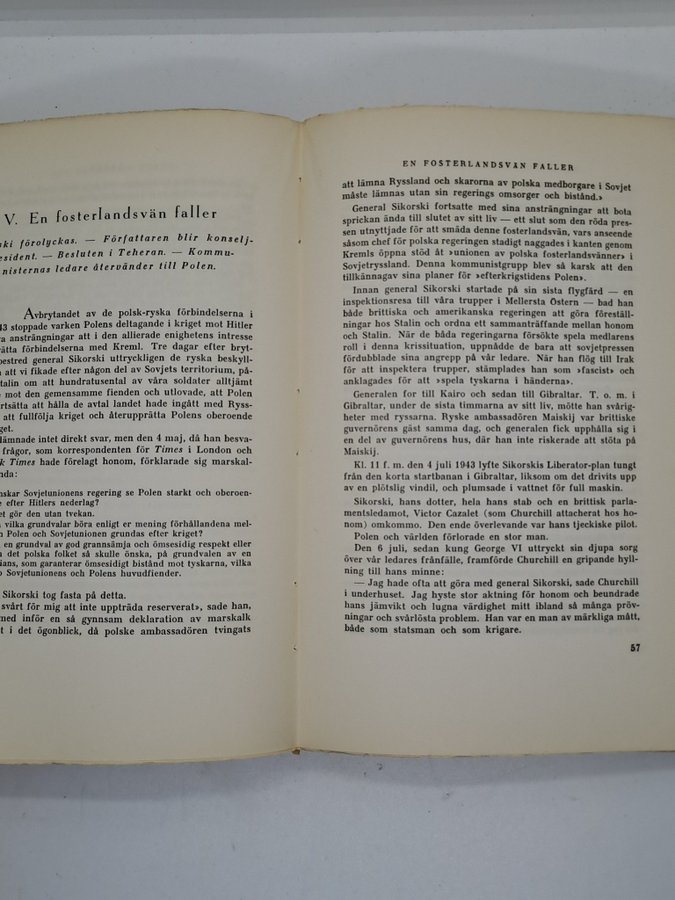 V. En fosterlandsvän faller
ski förolyckas. — Författaren blir konselj-
esident. — Besluten i Teheran. — Kommu-
nisternas ledare återvänder till Polen.
Avbrytandet av de polsk-ryska förbindelserna i
43 stoppade varken Polens deltagande i kriget mot Hitler
ra ansträngningar att i den allierade enighetens intresse
rätta förbindelserna med Kreml. Tre dagar efter bryt-
bestred general Sikorski uttryckligen de ryska beskyll-
a att vi fikade efter någon del av Sovjets territorium, på-
stalin om att hundratusental av våra soldater alltjämt
e mot den gemensamme fienden och utlovade, att Polen
ortsätta att hålla de avtal landet hade ingått med Ryss-
att fullfölja kriget och återupprätta Polens oberoende
get.
lämnade intet direkt svar, men den 4 maj, då han besva-
frågor, som korrespondenten för Times i London och
k Times hade förelagt honom, förklarade sig marskal-
nda:
nskar Sovjetunionens regering se Polen starkt och oberoen-
e efter Hitlers nederlag?
et gör den utan tvekan.
vilka grundvalar böra enligt er mening förhållandena mel-
n Polen och Sovjetunionen grundas efter kriget?
en grundval av god grannsämja och ömsesidig respekt eller
n det polska folket så skulle önska, på grundvalen av en
ians, som garanterar ömsesidigt bistånd mot tyskarna, vilka
o Sovjetunionens och Polens huvudfiender.
Sikorski tog fasta på detta.
svårt för mig att inte uppträda reserverat», sade han,
med inför en så gynnsam deklaration av marskalk
t i det ögonblick, då polske ambassadören tvingats
EN FOSTERLANDSVÄN FALLER
att lämna Ryssland och skarorna av polska medborgare i Sovjet
måste lämnas utan sin regerings omsorger och bistånd.»
General Sikorski fortsatte med sina ansträngningar att bota
sprickan ända till slutet av sitt liv — ett slut som den röda pres-
sen utnyttjade för att smäda denne fosterlandsvän, vars anseende
såsom chef för polska regeringen stadigt naggades i kanten genom
Kremls öppna stöd åt »unionen av polska fosterlandsvänner» i
Sovjetryssland. Denna kommunistgrupp blev så karsk att den
tillkännagav sina planer för »efterkrigstidens Polen».
Innan general Sikorski startade på sin sista flygfärd — en
inspektionsresa till våra trupper i Mellersta Östern — bad han
både brittiska och amerikanska regeringen att göra föreställ-
ningar hos Stalin och ordna ett sammanträffande mellan honom
och Stalin. När de båda regeringarna försökte spela medlarens
roll i denna krissituation, uppnådde de bara att sovjetpressen
fördubblade sina angrepp på vår ledare. När han flög till Irak
för att inspektera trupper, stämplades han som »fascist» och
anklagades för att »spela tyskarna i händerna».
Generalen for till Kairo och sedan till Gibraltar. T. o. m. i
Gibraltar, under de sista timmarna av sitt liv, mötte han svårig-
heter med ryssarna. Ryske ambassadören Maiskij var brittiske
guvernörens gäst samma dag, och generalen fick uppehålla sig i
en del av guvernörens hus, där han inte riskerade att stöta på
Maiskij.
Kl. 11 f. m. den 4 juli 1943 lyfte Sikorskis Liberator-plan tungt
från den korta startbanan i Gibraltar, liksom om det drivits upp
av en plötslig vindil, och plumsade i vattnet för full maskin.
Sikorski, hans dotter, hela hans stab och en brittisk parla-
mentsledamot, Victor Cazalet (som Churchill attacherat hos ho-
nom) omkommo. Den ende överlevande var hans tjeckiske pilot.
Polen och världen förlorade en stor man.
Den 6 juli, sedan kung George VI uttryckt sin djupa sorg
över vår ledares frånfälle, framförde Churchill en gripande hyll-
ning till hans minne:
— Jag hade ofta att göra med general Sikorski, sade Churchill
i underhuset. Jag hyste stor aktning för honom och beundrade
hans jämvikt och lugna värdighet mitt ibland så många pröv-
ningar och svårlösta problem. Han var en man av märkliga mått,
både som statsman och som krigare.
57